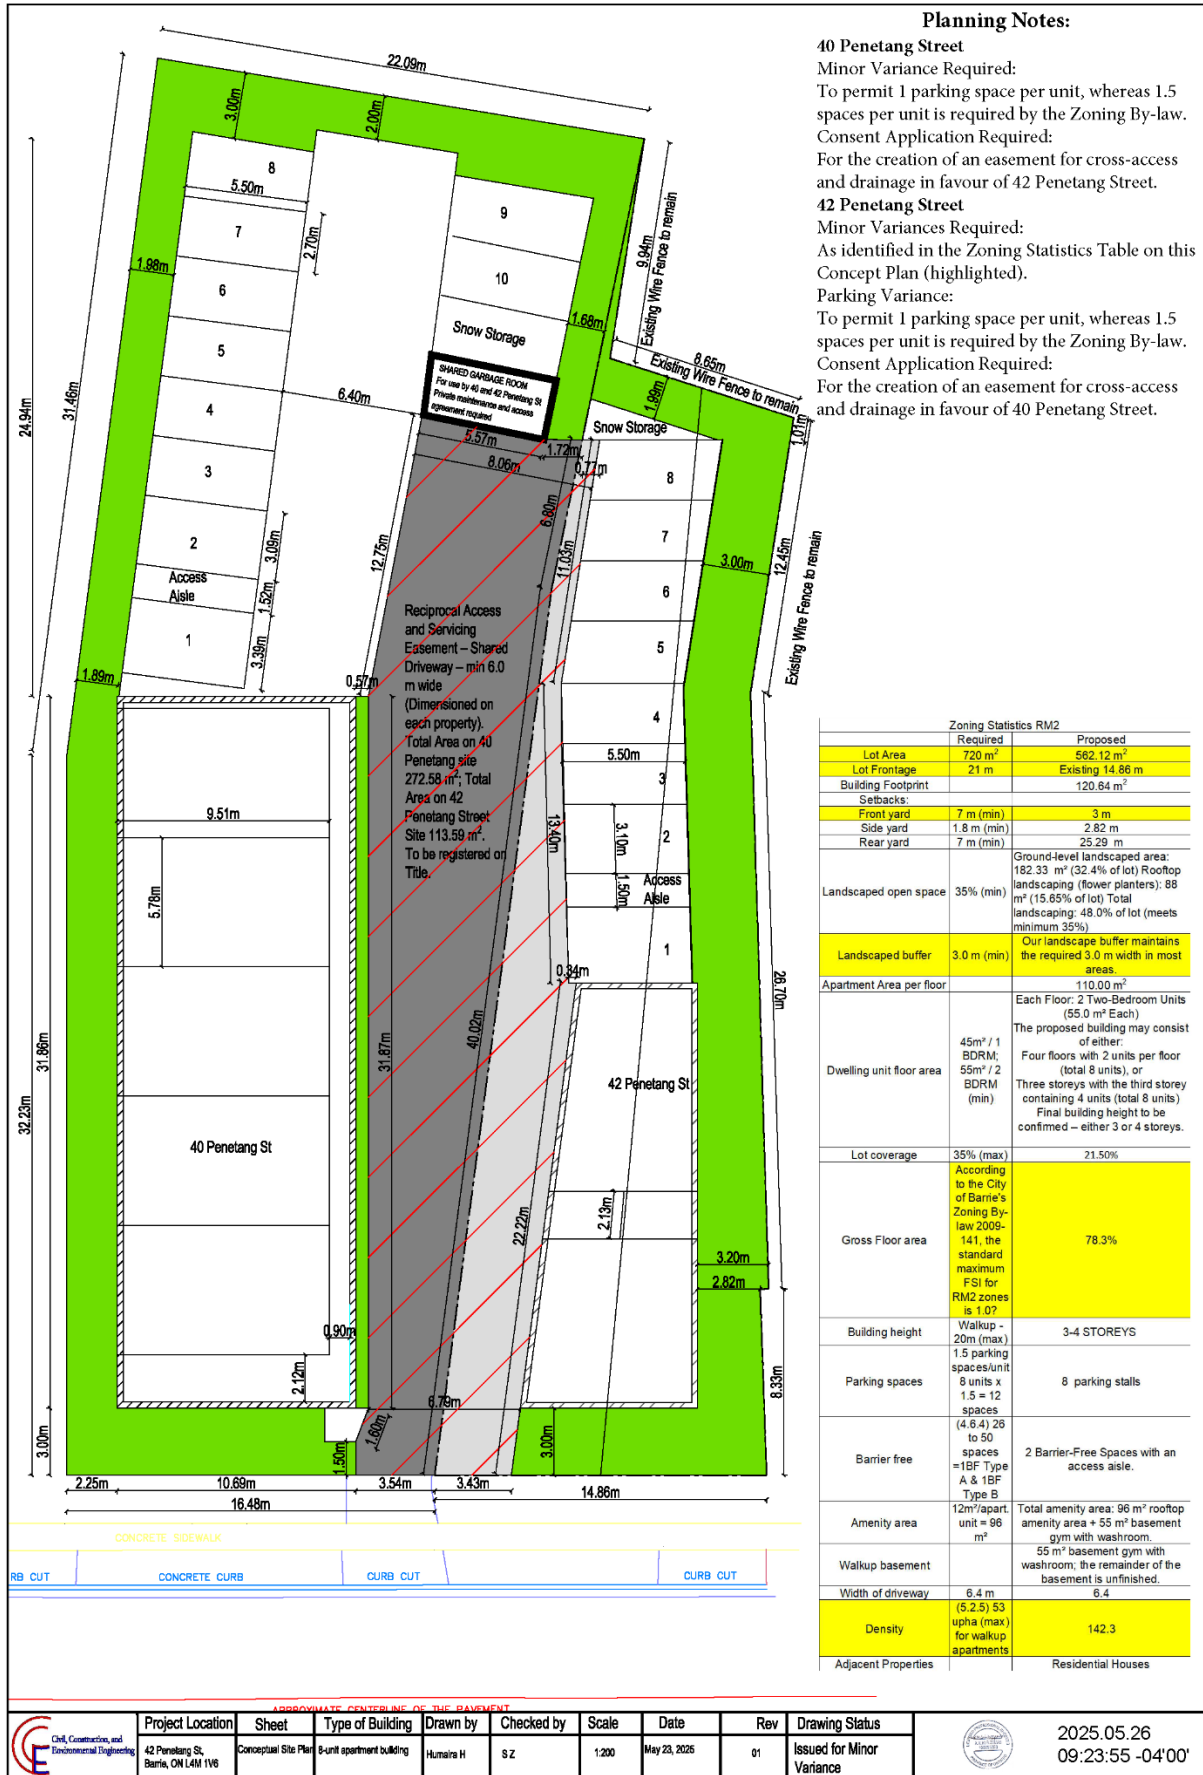 Planning Notes:
40 Penetang Street
Minor Variance Required:
To permit 1 parking space per unit, whereas 1.5
spaces per unit is required by the Zoning By-law.
Consent Application Required:
For the creation of an easement for cross-access
and drainage in favour of 42 Penetang Street.
42 Penetang Street
Minor Variances Required:
As identified in the Zoning Statistics Table on this
Concept Plan (highlighted).
Parking Variance:
To permit 1 parking space per unit, whereas 1.5
spaces per unit is required by the Zoning By-law.
Consent Application Required:
For the creation of an easement for cross-access
and drainage in favour of 40 Penetang Street.
22.09m
3.00m
2.00m
8
5.50m
7
2.70m
9
1.98m
6
10
9.94m
Existing Wire Fence to remain
5
Snow Storage
1.68m
31.46m
24.94m
4
6.40m
SHARED GARBAGE ROOM
For use by 40 and 42 Penetang St
Private maintenance and access
agreement required
8.65m
Existing Wire Fence to remain
1.99m
1.01m
Snow Storage
5.57m
1.72m
8.06m
0.77m
3
8
2
3.09m
12.75m
6.80m
11.03m
7
3.00m
12.45m
Existing Wire Fence to remain
Access
Aisle
1.52m
6
1
3.39m
5
1.89m
0.57m
Reciprocal Access
and Servicing
Easement – Shared
Driveway – min 6.0
m wide
(Dimensioned on
each property).
Total Area on 40
Penetang site
272.58 m²; Total
Area on 42
Penetang Street
Site 113.59 m².
To be registered on
Title.
4
5.50m
3
9.51m
13.40m
3.10m
2
5.78m
1.50m
Access
Aisle
1
0.34m
26.70m
31.86m
32.23m
31.87m
40.02m
42 Penetang St
40 Penetang St
22.22m
2.13m
3.20m
2.82m
0.90m
2.12m
6.79m
8.33m
3.00m
1.60m
1.50m
3.00m
2.25m
10.69m
3.54m
3.43m
14.86m
16.48m
CONCRETE SIDEWALK
RB CUT
CONCRETE CURB
CURB CUT
CURB CUT
APPROXIMATE CENTERLINE OF THE PAVEMENT
Zoning Statistics RM2
Required Proposed
Lot Area 720 m² 562.12 m²
Lot Frontage 21 m Existing 14.86 m
Building Footprint 120.64 m²
Setbacks:
Front yard 7 m (min) 3 m
Side yard 1.8 m (min) 2.82 m
Rear yard 7 m (min) 25.29 m
Landscaped open space 35% (min)
Ground-level landscaped area:
182.33 m² (32.4% of lot) Rooftop
landscaping (flower planters): 88
m² (15.65% of lot) Total
landscaping: 48.0% of lot (meets
minimum 35%)
Landscaped buffer 3.0 m (min)
Our landscape buffer maintains
the required 3.0 m width in most
areas.
Apartment Area per floor 110.00 m²
Dwelling unit floor area
45m² / 1
BDRM;
55m² / 2
BDRM
(min)
Each Floor: 2 Two-Bedroom Units
(55.0 m² Each)
The proposed building may consist
of either:
Four floors with 2 units per floor
(total 8 units), or
Three storeys with the third storey
containing 4 units (total 8 units)
Final building height to be
confirmed – either 3 or 4 storeys.
Lot coverage 35% (max) 21.50%
Gross Floor area
According
to the City
of Barrie's
Zoning By-
law 2009-
141, the
standard
maximum
FSI for
RM2 zones
is 1.0?
78.3%
Building height
Walkup -
20m (max)
3-4 STOREYS
Parking spaces
1.5 parking
spaces/unit
8 units x
1.5 = 12
spaces
8 parking stalls
Barrier free
(4.6.4) 26
to 50
spaces
=1BF Type
A & 1BF
Type B
2 Barrier-Free Spaces with an
access aisle.
Amenity area
12m²/apart.
unit = 96
m²
Total amenity area: 96 m² rooftop
amenity area + 55 m² basement
gym with washroom.
Walkup basement
55 m² basement gym with
washroom; the remainder of the
basement is unfinished.
Width of driveway 6.4 m 6.4
Density
(5.2.5) 53
upha (max)
for walkup
apartments
142.3
Adjacent Properties Residential Houses
Civil, Construction, and
Environmental Engineering
Project Location
42 Penetang St,
Barrie, ON L4M 1V6
Sheet
Conceptual Site Plan
Type of Building
8-unit apartment building
Drawn by
Humaira H
Checked by
S Z
Scale
1:200
Date
May 23, 2025
Rev
01
Drawing Status
Issued for Minor
Variance
2025.05.26
09:23:55 -04'00'